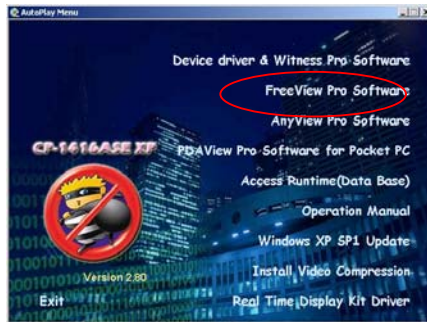 AutoPlay Menu
Device driver & Witness Pro Software
FreeView Pro Software
AnyView Pro Software
CP-1616ASE XP
PDAView Pro Software for Pocket PC
Access Runtime(Data Base)
Operation Manual
Windows XP SP1 Update
Version 2.80
Install Video Compression
Exit
Real Time Display Kit Driver